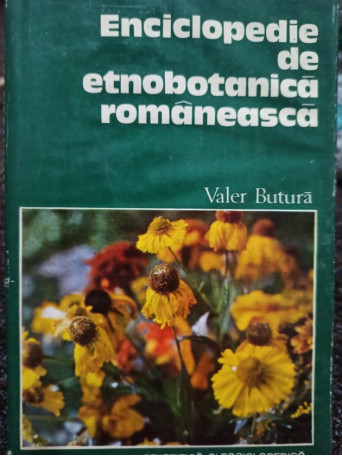 Enciclopedie
de
etnobotanică
românească
Valer Butură